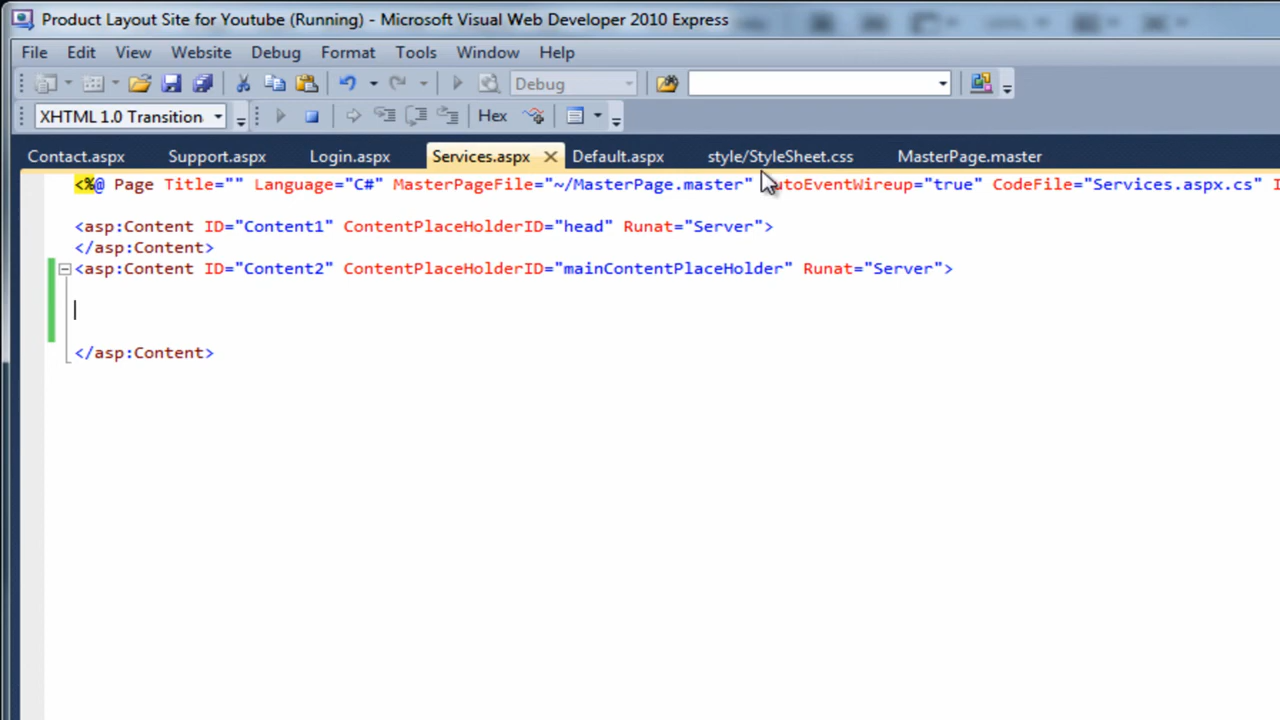 Product Layout Site for Youtube (Running) - Microsoft Visual Web Developer 2010 Express
File Edit View Website Debug Format Tools Window Help
Debug
XHTML 1.0 Transition Hex
Contact.aspx Support.aspx Login.aspx Services.aspx Default.aspx style/StyleSheet.css MasterPage.master
<%@ Page Title="" Language="C#" MasterPageFile="~/MasterPage.master" utoEventWireup="true" CodeFile="Services.aspx.cs" I
<asp:Content ID="Content1" ContentPlaceHolderID="head" Runat="Server">
</asp:Content>
<asp:Content ID="Content2" ContentPlaceHolderID="mainContentPlaceHolder" Runat="Server">
</asp:Content>